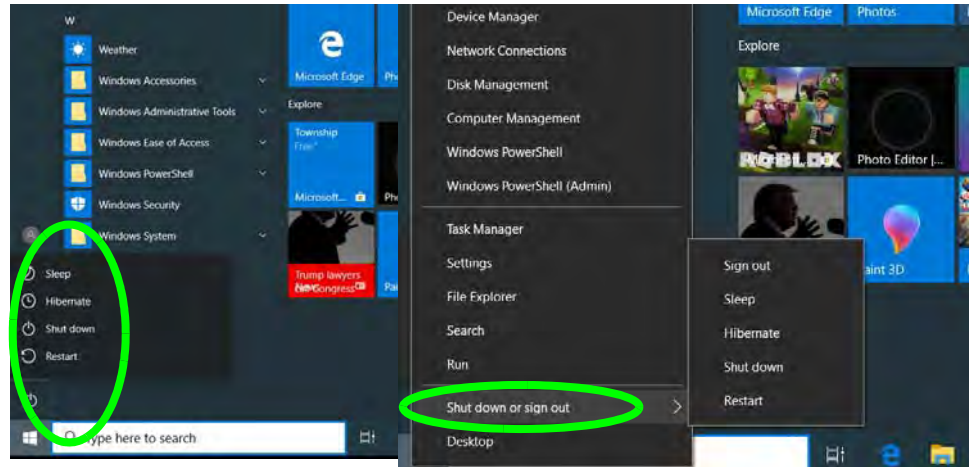 W
Weather
Windows Accessories
Windows Administrative Tools
Windows Ease of Access
Windows PowerShell
Windows Security
Windows System
Sleep
Hibernate
Shut down
Restart
Type here to search
Microsoft Edge
Explore
Township
Free*
Microsoft...
Trump lawyers
Congress
News
Device Manager
Network Connections
Disk Management
Computer Management
Windows PowerShell
Windows PowerShell (Admin)
Task Manager
Settings
File Explorer
Search
Run
Shut down or sign out
Desktop
Sign out
Sleep
Hibernate
Shut down
Restart
Microsoft Edge
Photos
Explore
ROBLOX
Photo Editor |...
aint 3D